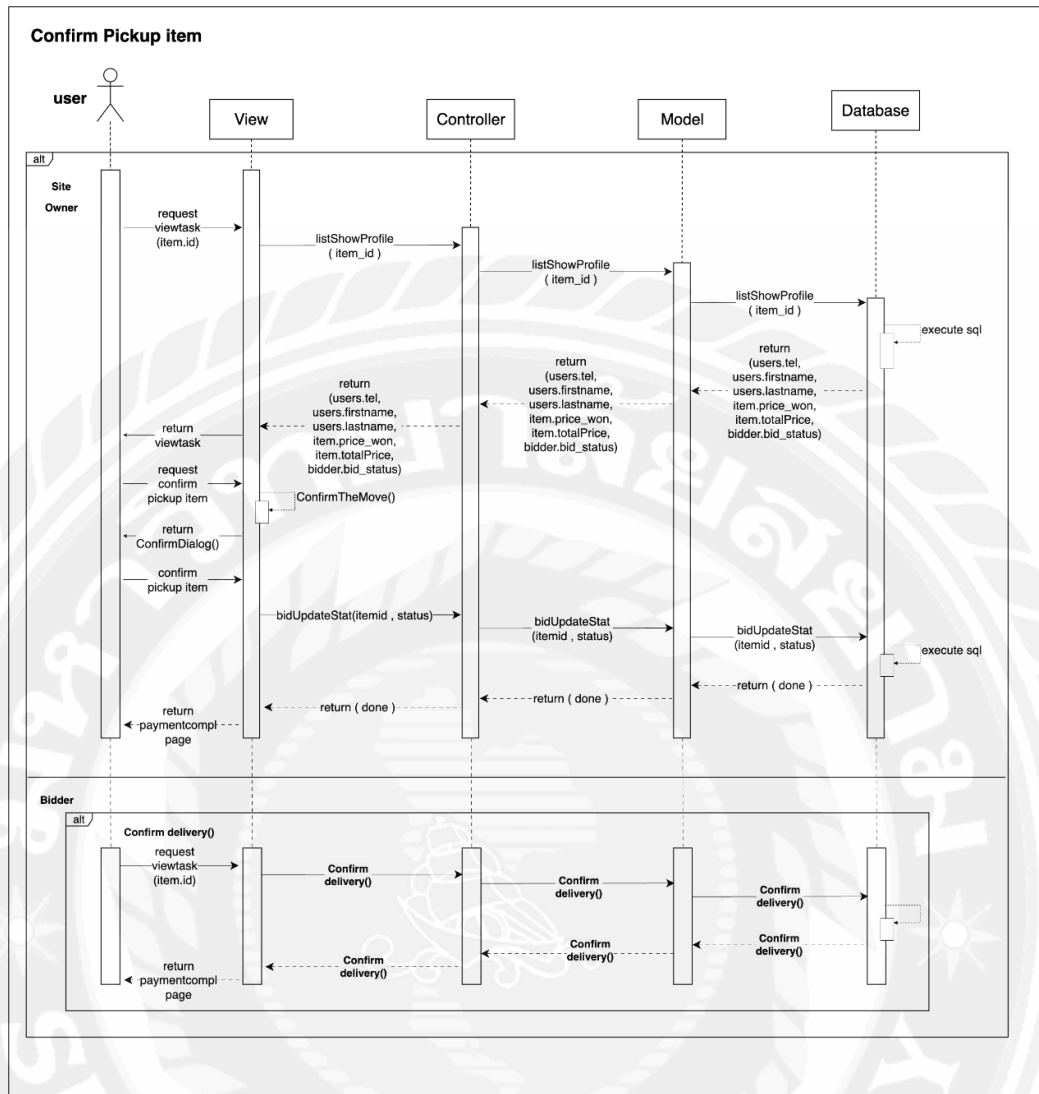 Confirm Pickup item
user
View
Controller
Model
Database
alt
Site
Owner
request
viewtask
(item.id)
listShowProfile
( item_id )
listShowProfile
( item_id )
listShowProfile
( item_id )
execute sql
return
(users.tel,
users.firstname,
users.lastname,
item.price_won,
item.totalPrice,
bidder.bid_status)
return
(users.tel,
users.firstname,
users.lastname,
item.price_won,
item.totalPrice,
bidder.bid_status)
return
(users.tel,
users.firstname,
users.lastname,
item.price_won,
item.totalPrice,
bidder.bid_status)
return
viewtask
request
confirm
pickup item
ConfirmTheMove()
return
ConfirmDialog()
confirm
pickup item
bidUpdateStat(itemid , status)
bidUpdateStat
(itemid , status)
bidUpdateStat
(itemid , status)
execute sql
return ( done )
return ( done )
return ( done )
return
paymentcompl
page
Bidder
alt
Confirm delivery()
request
viewtask
(item.id)
Confirm
delivery()
Confirm
delivery()
Confirm
delivery()
Confirm
delivery()
Confirm
delivery()
Confirm
delivery()
return
paymentcompl
page